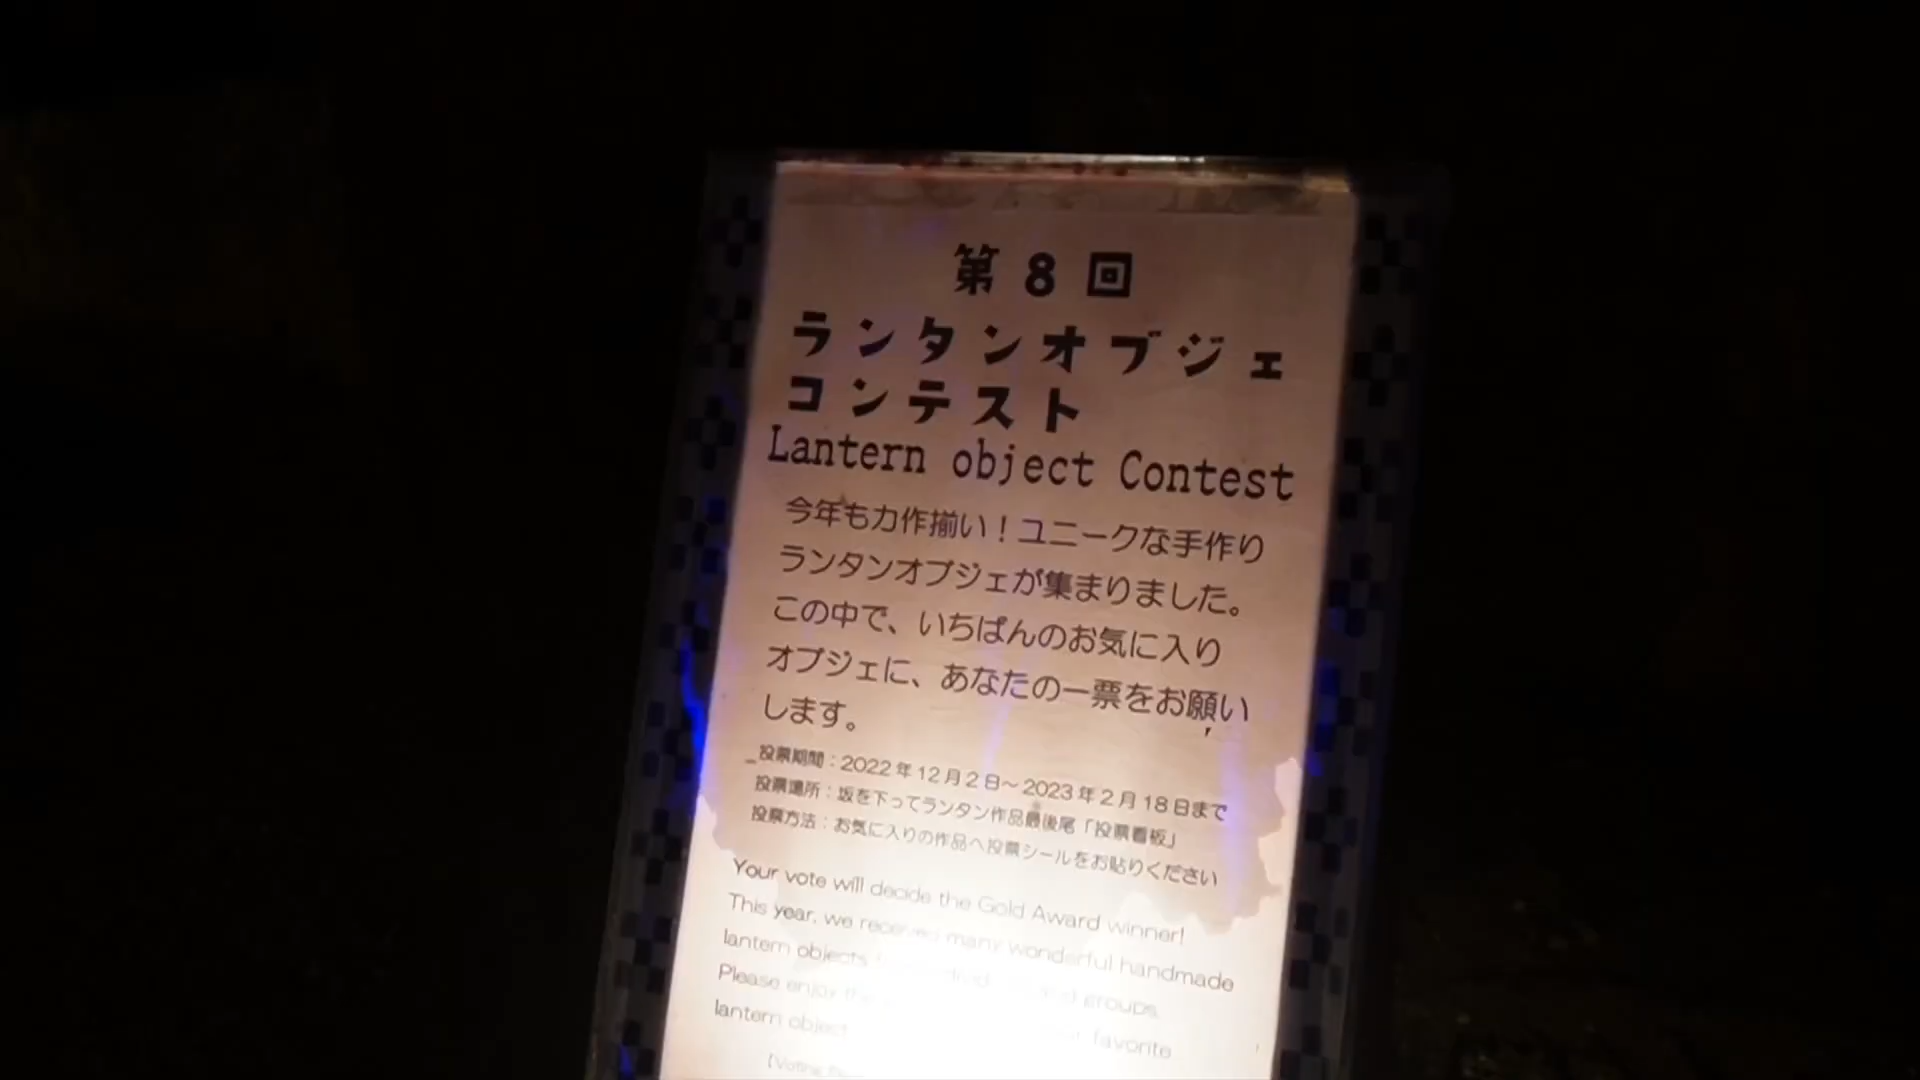 第8回
ランタンオブジェ
コンテスト
Lantern object Contest
今年も力作揃い！ユニークな手作り
ランタンオブジェが集まりました。
この中で、いちばんのお気に入り
オブジェに、あなたの一票をお願い
します。
投票期間：2022年12月2日～2023年2月18日まで
投票場所：坂を下ってランタン作品最後尾「投票看板」
投票方法：お気に入りの作品へ投票シールをお貼りください
Your vote will decide the Gold Award winner!
This year, we received many wonderful handmade
lantern objects groups
Please enjoy favorite
lantern object
[Voting